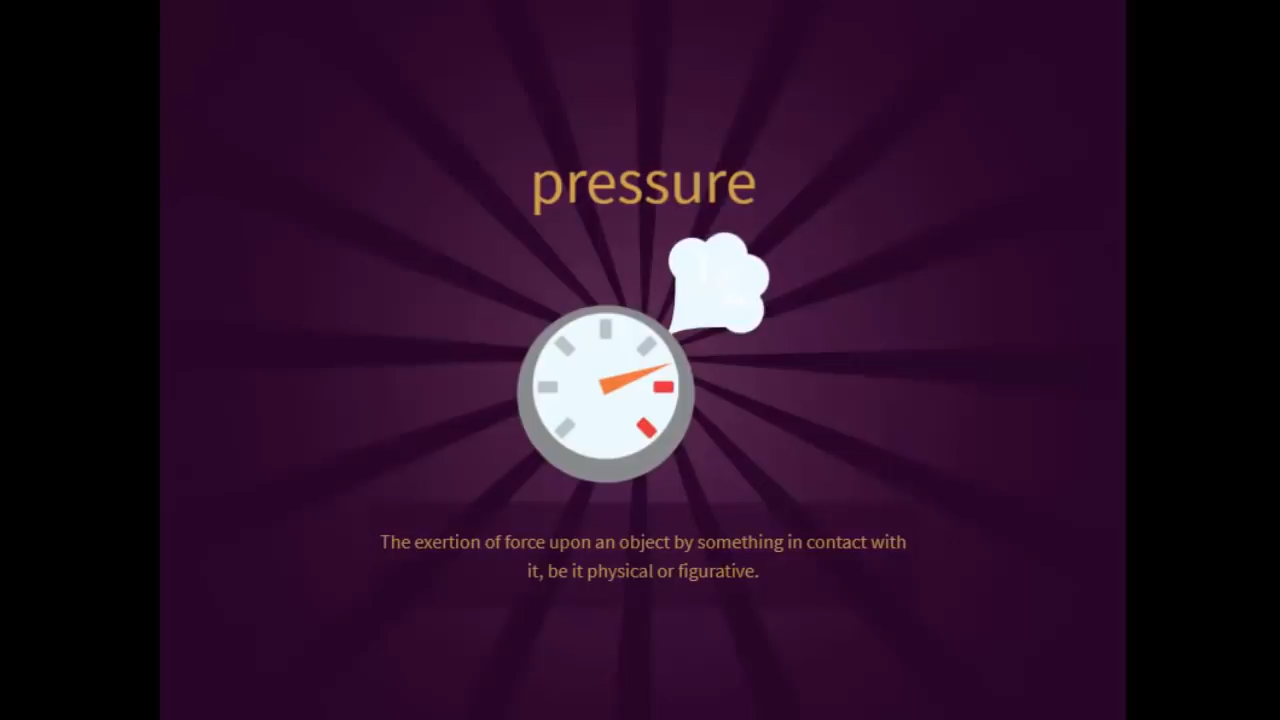 pressure
The exertion of force upon an object by something in contact with
it, be it physical or figurative.